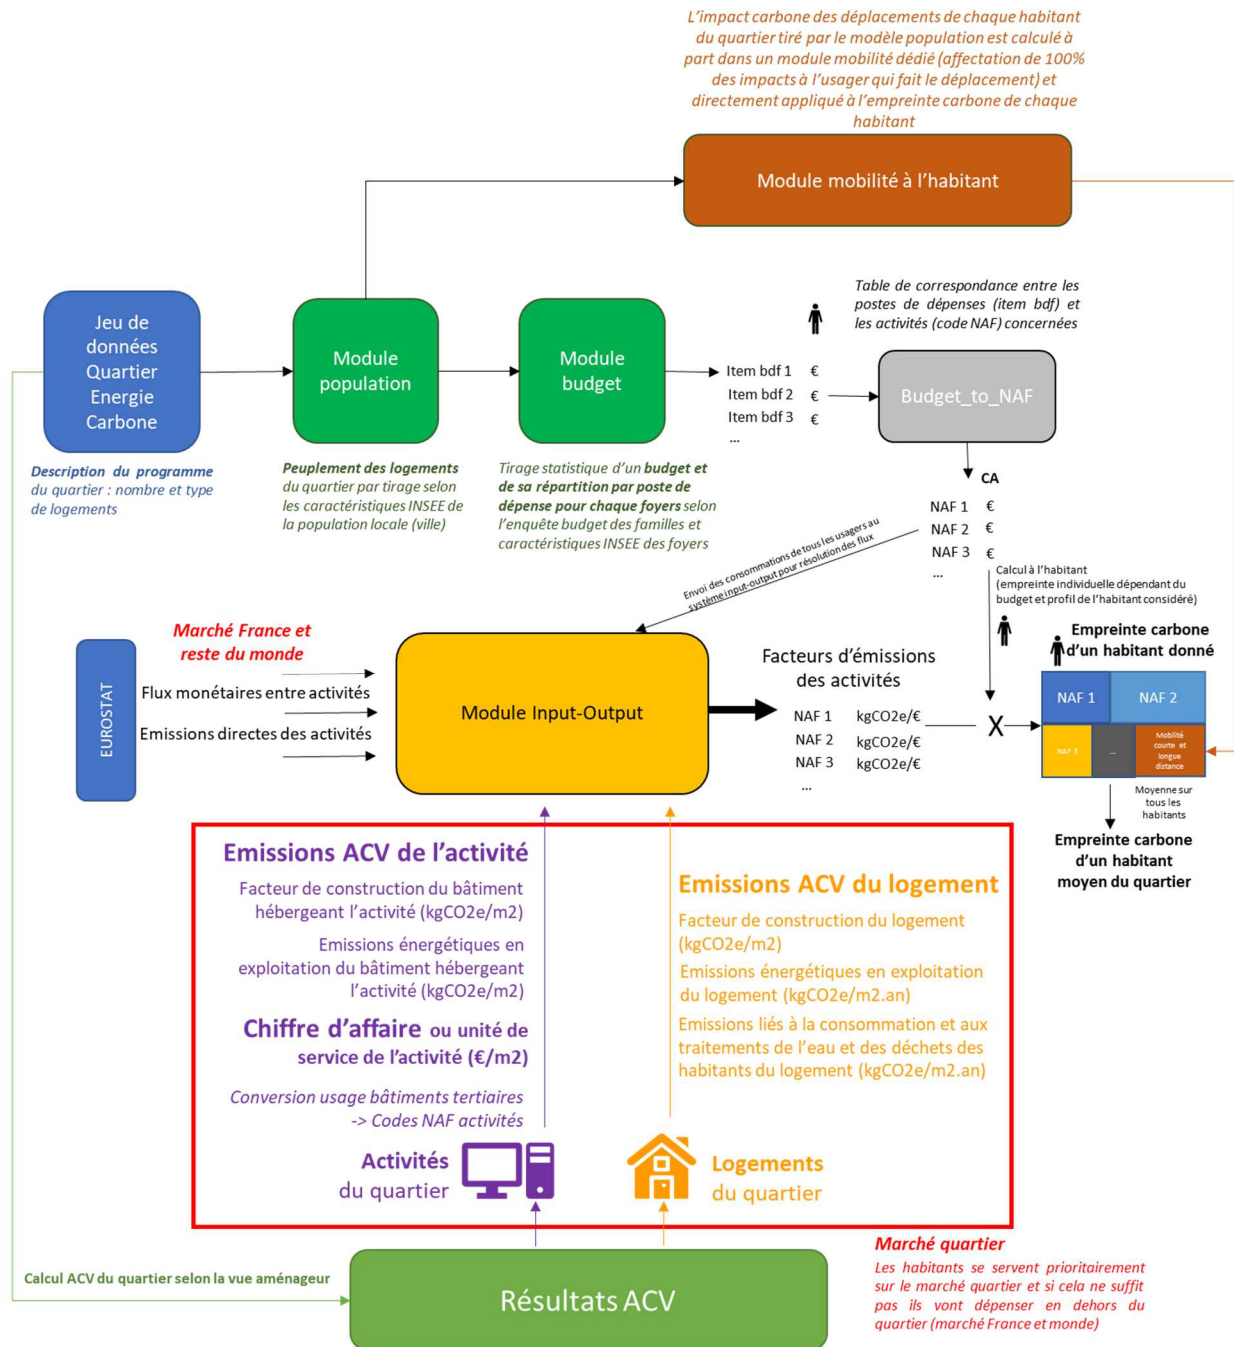 L'impact carbone des déplacements de chaque habitant
du quartier tiré par le modèle population est calculé à
part dans un module mobilité dédié (affectation de 100%
des impacts à l'usager qui fait le déplacement) et
directement appliqué à l'empreinte carbone de chaque
habitant
Module mobilité à l'habitant
Jeu de
données
Quartier
Energie
Carbone
Description du programme
du quartier : nombre et type
de logements
Module
population
Peuplement des logements
du quartier par tirage selon
les caractéristiques INSEE de
la population locale (ville)
Module
budget
Tirage statistique d'un budget et
de sa répartition par poste de
dépense pour chaque foyers selon
l'enquête budget des familles et
caractéristiques INSEE des foyers
Item bdf 1 €
Item bdf 2 €
Item bdf 3 €
...
Table de correspondance entre les
postes de dépenses (item bdf) et
les activités (code NAF) concernées
Budget_to_NAF
CA
NAF 1 €
NAF 2 €
NAF 3 €
...
Envoi des consommations de tous les usagers au
système input-output pour résolution des flux
Calcul à l'habitant
(empreinte individuelle dépendant du
budget et profil de l'habitant considéré)
EUROSTAT
Marché France et
reste du monde
Flux monétaires entre activités
Emissions directes des activités
Module Input-Output
Facteurs d'émissions
des activités
NAF 1 kgCO2e/€
NAF 2 kgCO2e/€
NAF 3 kgCO2e/€
...
X
Empreinte carbone
d'un habitant donné
NAF 1
NAF 2
NAF 3
...
Mobilité
courte et
longue
distance
Moyenne sur
tous les
habitants
Empreinte carbone
d'un habitant
moyen du quartier
Emissions ACV de l'activité
Facteur de construction du bâtiment
hébergeant l'activité (kgCO2e/m2)
Emissions énergétiques en
exploitation du bâtiment hébergeant
l'activité (kgCO2e/m2)
Chiffre d'affaire ou unité de
service de l'activité (€/m2)
Conversion usage bâtiments tertiaires
-> Codes NAF activités
Activités
du quartier
Emissions ACV du logement
Facteur de construction du logement
(kgCO2e/m2)
Emissions énergétiques en exploitation
du logement (kgCO2e/m2.an)
Emissions liés à la consommation et aux
traitements de l'eau et des déchets des
habitants du logement (kgCO2e/m2.an)
Logements
du quartier
Calcul ACV du quartier selon la vue aménageur
Résultats ACV
Marché quartier
Les habitants se servent prioritairement
sur le marché quartier et si cela ne suffit
pas ils vont dépenser en dehors du
quartier (marché France et monde)